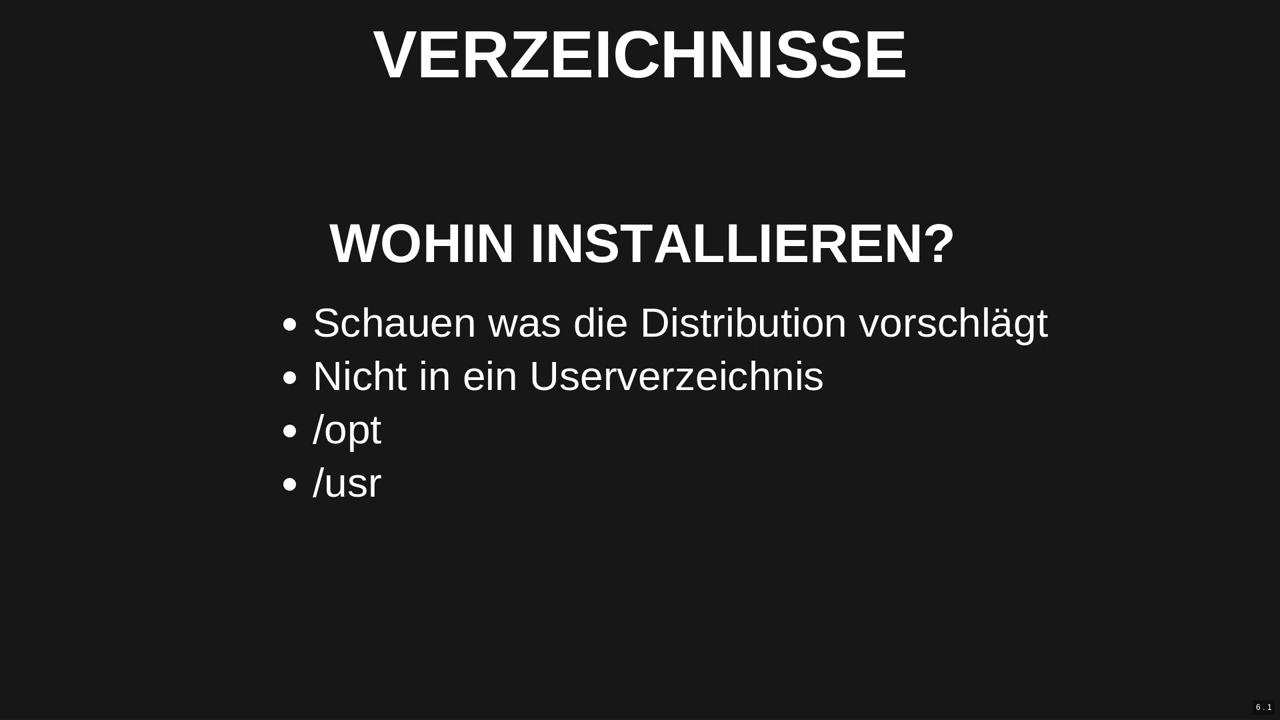 VERZEICHNISSE
WOHIN INSTALLIEREN?
• Schauen was die Distribution vorschlägt
• Nicht in ein Userverzeichnis
• /opt
• /usr
6.1